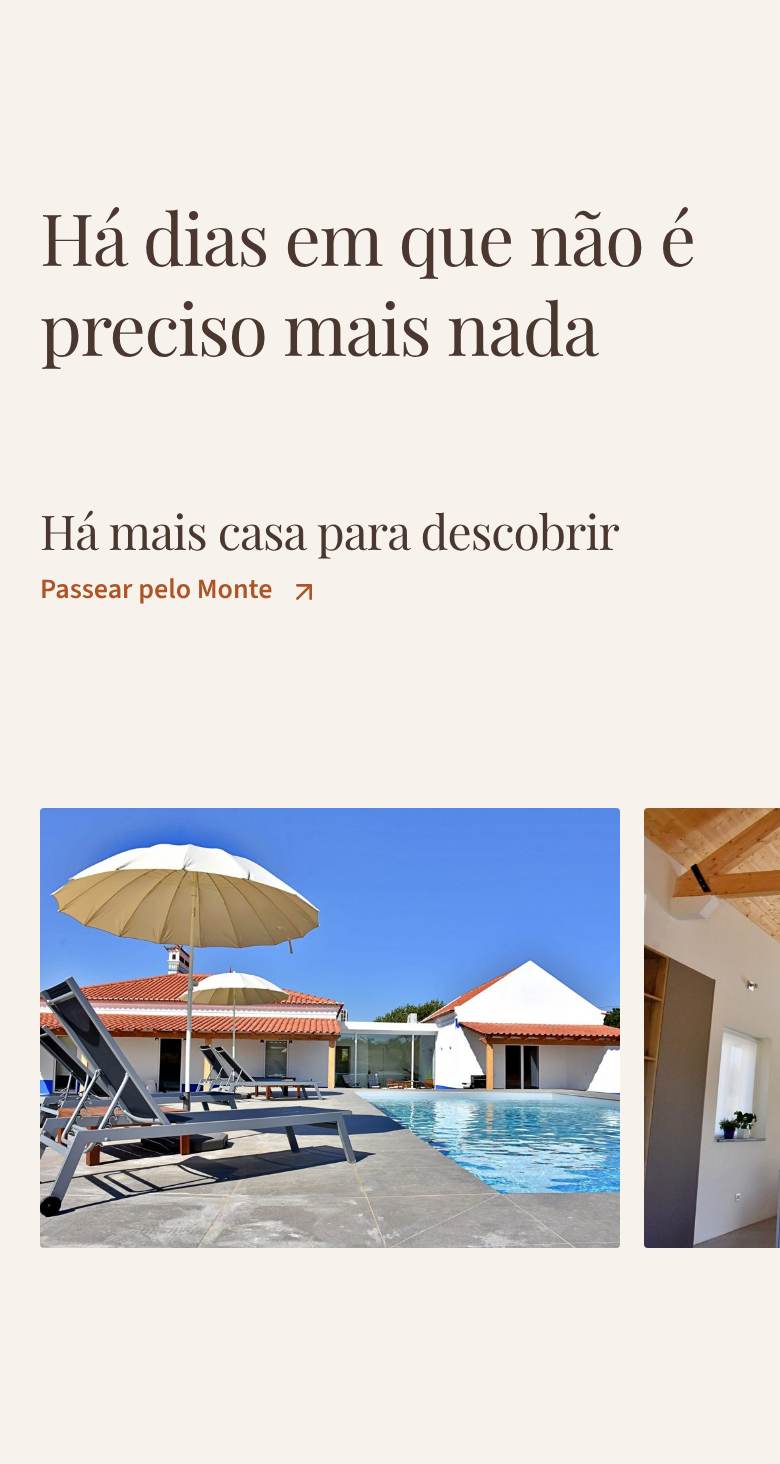 Há dias em que não é
preciso mais nada
Há mais casa para descobrir
Passear pelo Monte